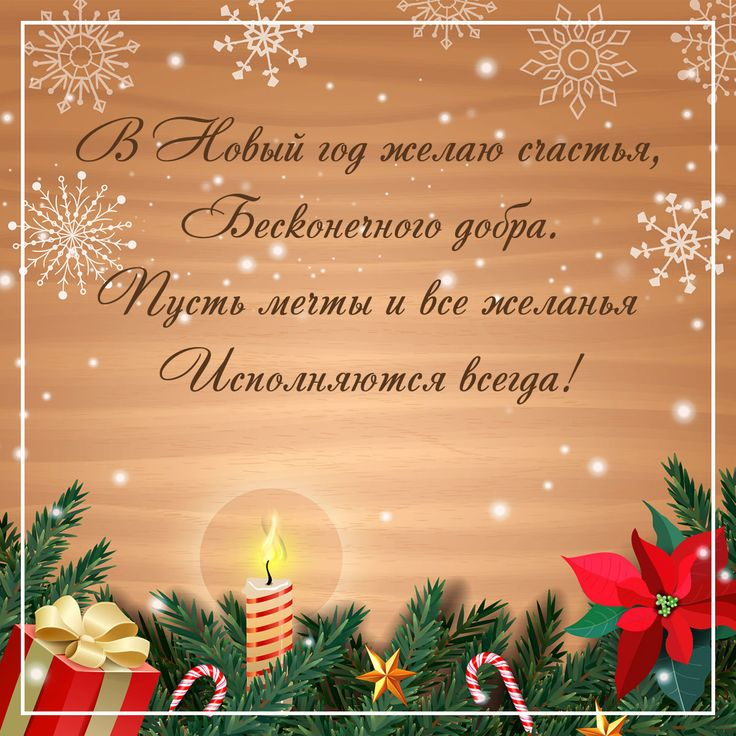 В Новый год желаю счастья,
Бесконечного добра.
Пусть мечты и все желанья
Исполняются всегда!